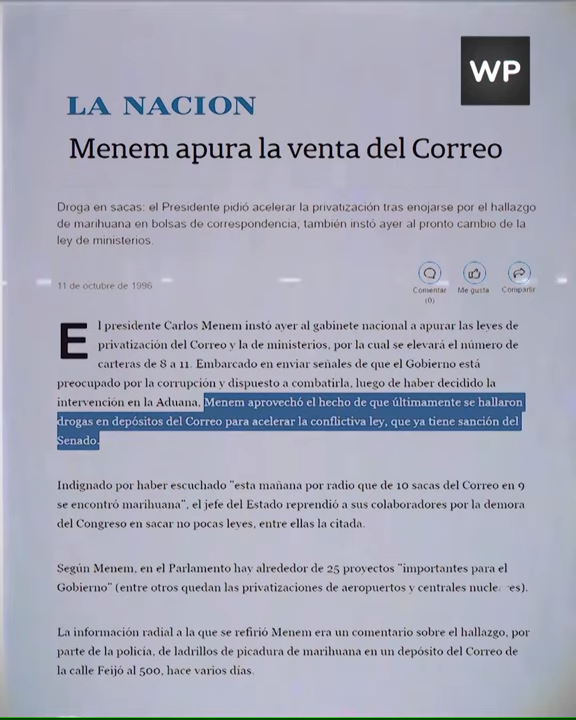 WP
LA NACION
Menem apura la venta del Correo
Droga en sacas: el Presidente pidió acelerar la privatización tras enojarse por el hallazgo
de marihuana en bolsas de correspondencia; también instó ayer al pronto cambio de la
ley de ministerios.
11 de octubre de 1996
Comentar Me gusta Compartir
(0)
El presidente Carlos Menem instó ayer al gabinete nacional a apurar las leyes de
privatización del Correo y la de ministerios, por la cual se elevará el número de
carteras de 8 a 11. Embarcado en enviar señales de que el Gobierno está
preocupado por la corrupción y dispuesto a combatirla, luego de haber decidido la
intervención en la Aduana, Menem aprovechó el hecho de que últimamente se hallaron
drogas en depósitos del Correo para acelerar la conflictiva ley, que ya tiene sanción del
Senado.
Indignado por haber escuchado "esta mañana por radio que de 10 sacas del Correo en 9
se encontró marihuana", el jefe del Estado reprendió a sus colaboradores por la demora
del Congreso en sacar no pocas leyes, entre ellas la citada.
Según Menem, en el Parlamento hay alrededor de 25 proyectos "importantes para el
Gobierno" (entre otros quedan las privatizaciones de aeropuertos y centrales
La información radial a la que se refirió Menem era un comentario sobre el hallazgo, por
parte de la policía, de ladrillos de picadura de marihuana en un depósito del Correo de
la calle Feijó al 500, hace varios días.